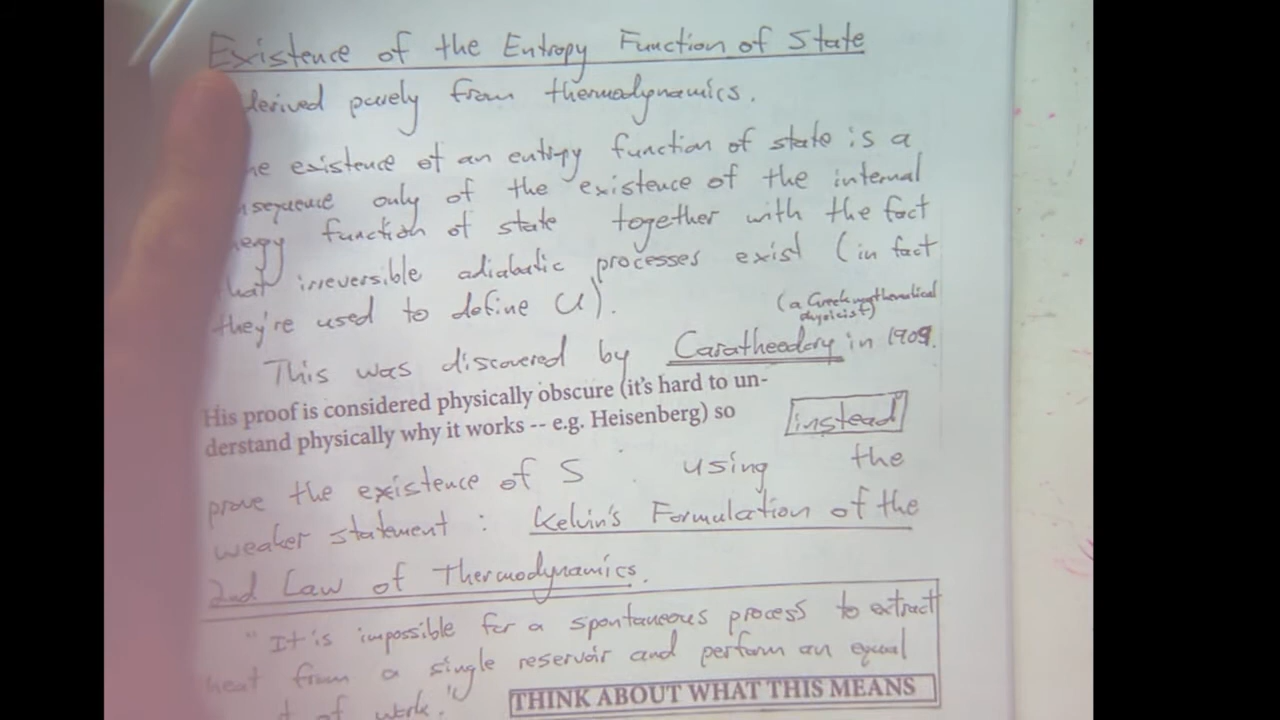 Existence of the Entropy Function of State
derived purely from thermodynamics.
he existence of an entropy function of state is a
nsequence only of the existence of the internal
nergy function of state together with the fact
that irreversible adiabatic processes exist (in fact
they're used to define U).
(a Greek mathematical
physicist)
This was discovered by Caratheodory in 1909.
His proof is considered physically obscure (it's hard to un-
derstand physically why it works -- e.g. Heisenberg) so
instead
prove the existence of S using the
weaker statement : Kelvin's Formulation of the
2nd Law of Thermodynamics.
"It is impossible for a spontaneous process to extract
heat from a single reservoir and perform an equal
t of work."
THINK ABOUT WHAT THIS MEANS